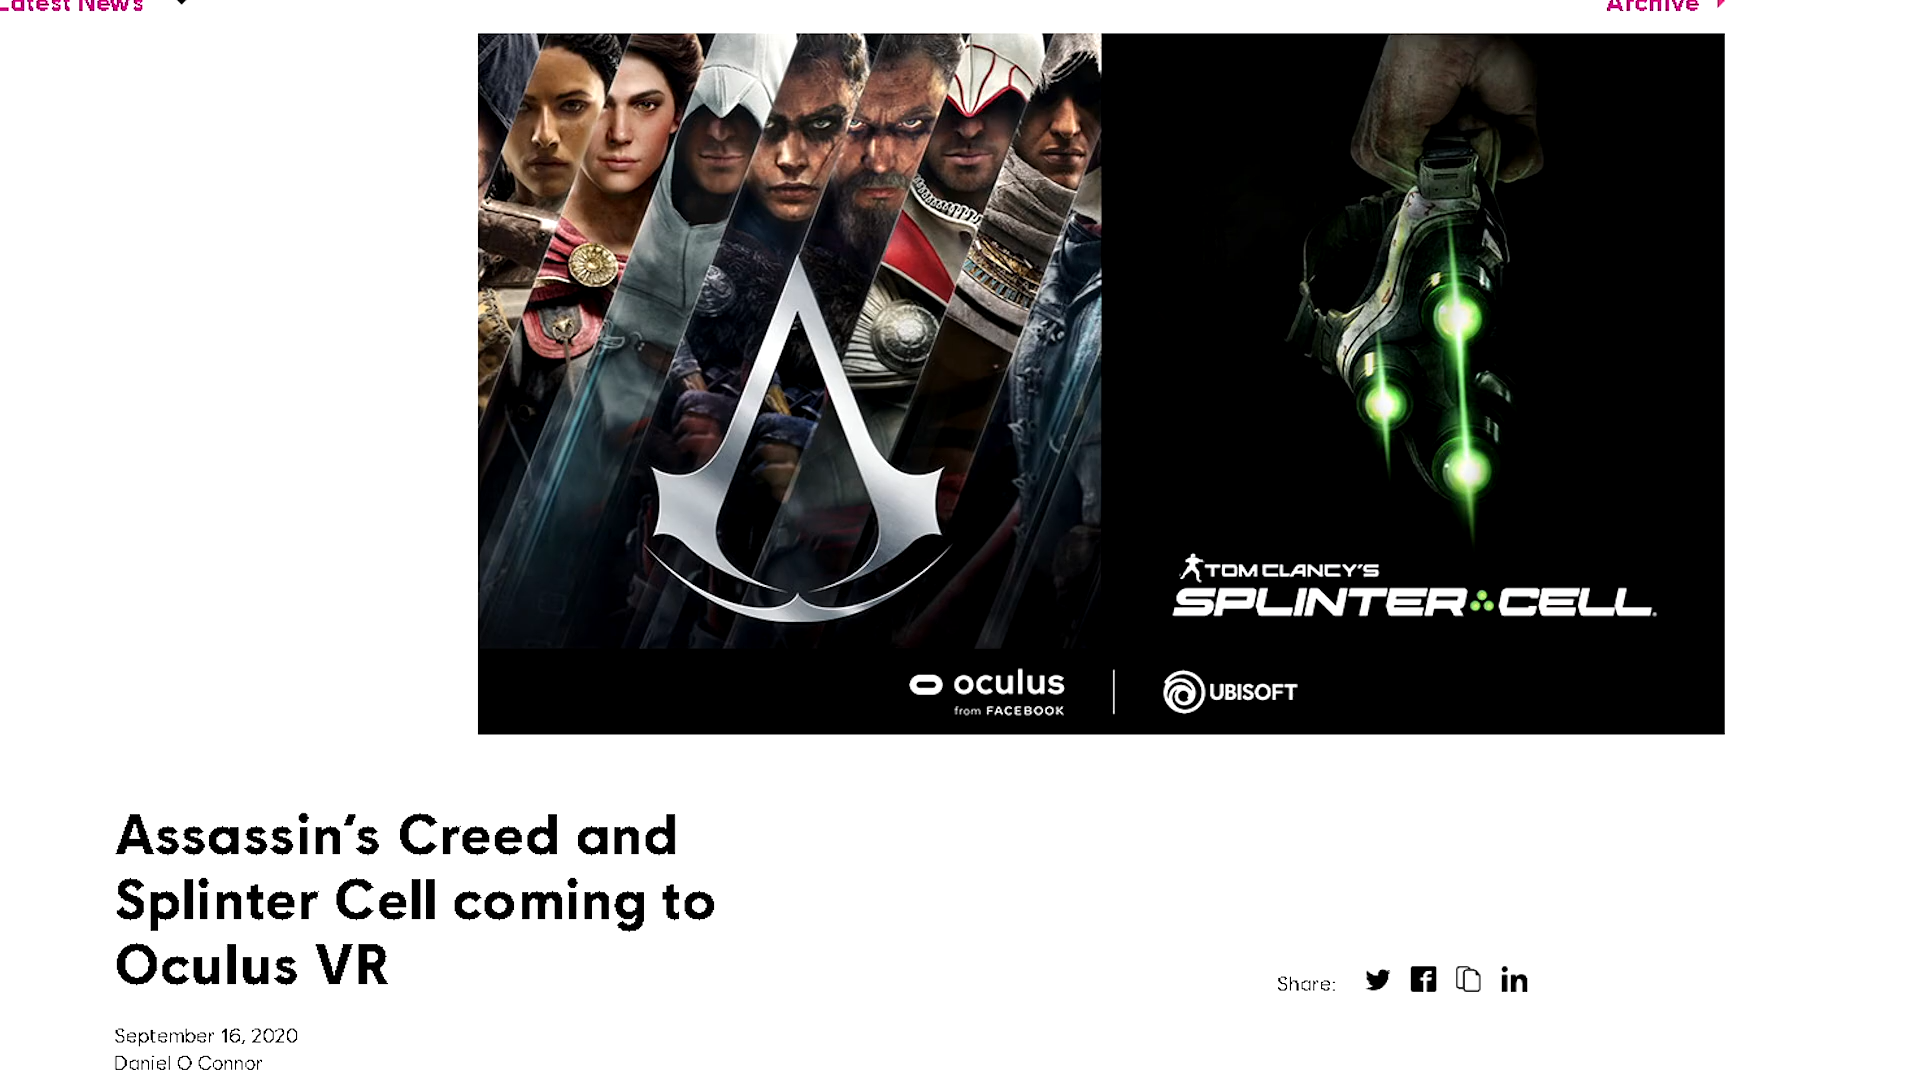 Latest News
Archive
TOM CLANCY'S
SPLINTER CELL
oculus
from FACEBOOK
UBISOFT
Assassin's Creed and
Splinter Cell coming to
Oculus VR
Share:
September 16, 2020
Daniel O Connor